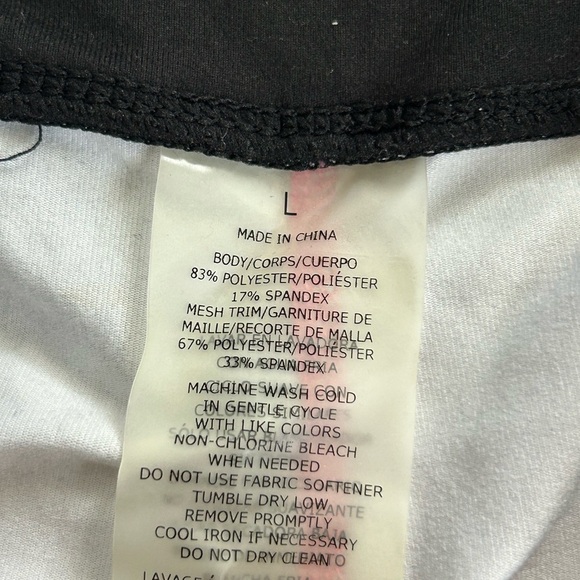 L
MADE IN CHINA
BODY/CORPS/CUERPO
83% POLYESTER/POLIÉSTER
17% SPANDEX
MESH TRIM/GARNITURE DE
MAILLE/RECORTE DE MALLA
67% POLYESTER/POLIÉSTER
33% SPANDEX
MACHINE WASH COLD
IN GENTLE CYCLE
WITH LIKE COLORS
NON-CHLORINE BLEACH
WHEN NEEDED
DO NOT USE FABRIC SOFTENER
TUMBLE DRY LOW
REMOVE PROMPTLY
COOL IRON IF NECESSARY
DO NOT DRY CLEAN
LAVAGE